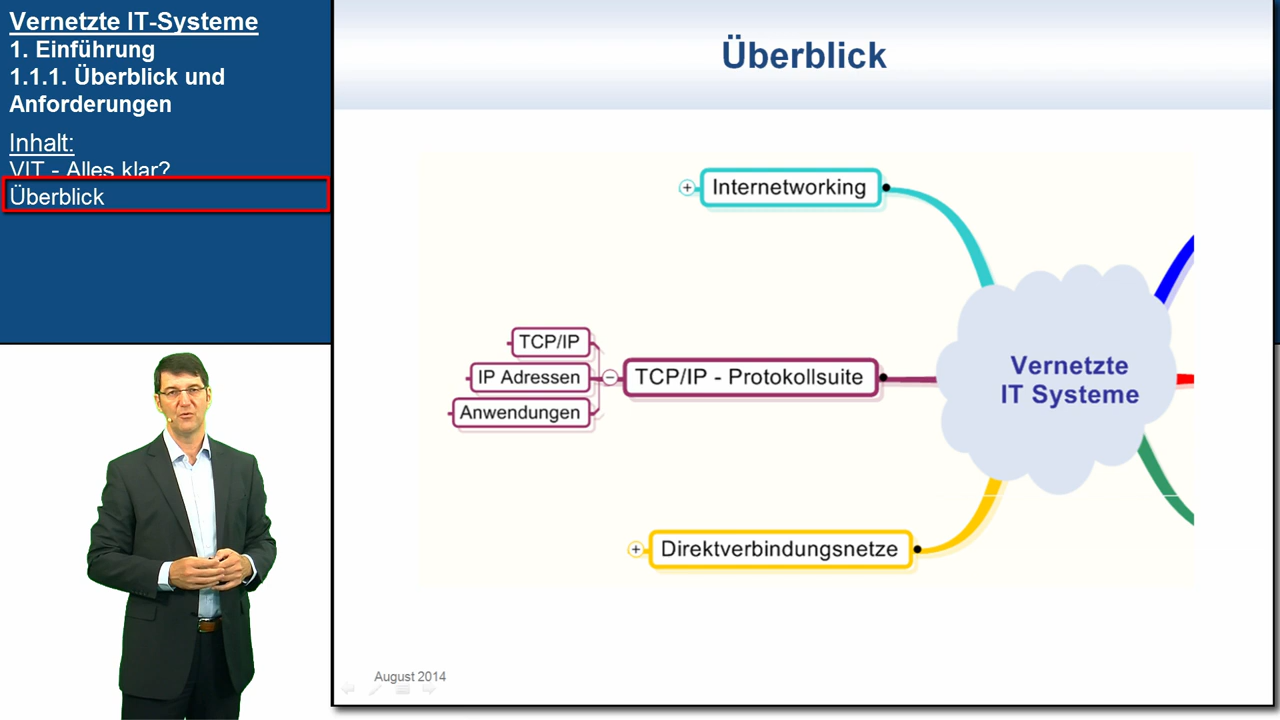 Vernetzte IT-Systeme
1. Einführung
1.1.1. Überblick und
Anforderungen
Inhalt:
VIT - Alles klar?
Überblick
Überblick
Internetworking
TCP/IP
IP Adressen
Anwendungen
TCP/IP - Protokollsuite
Vernetzte
IT Systeme
Direktverbindungsnetze
August 2014